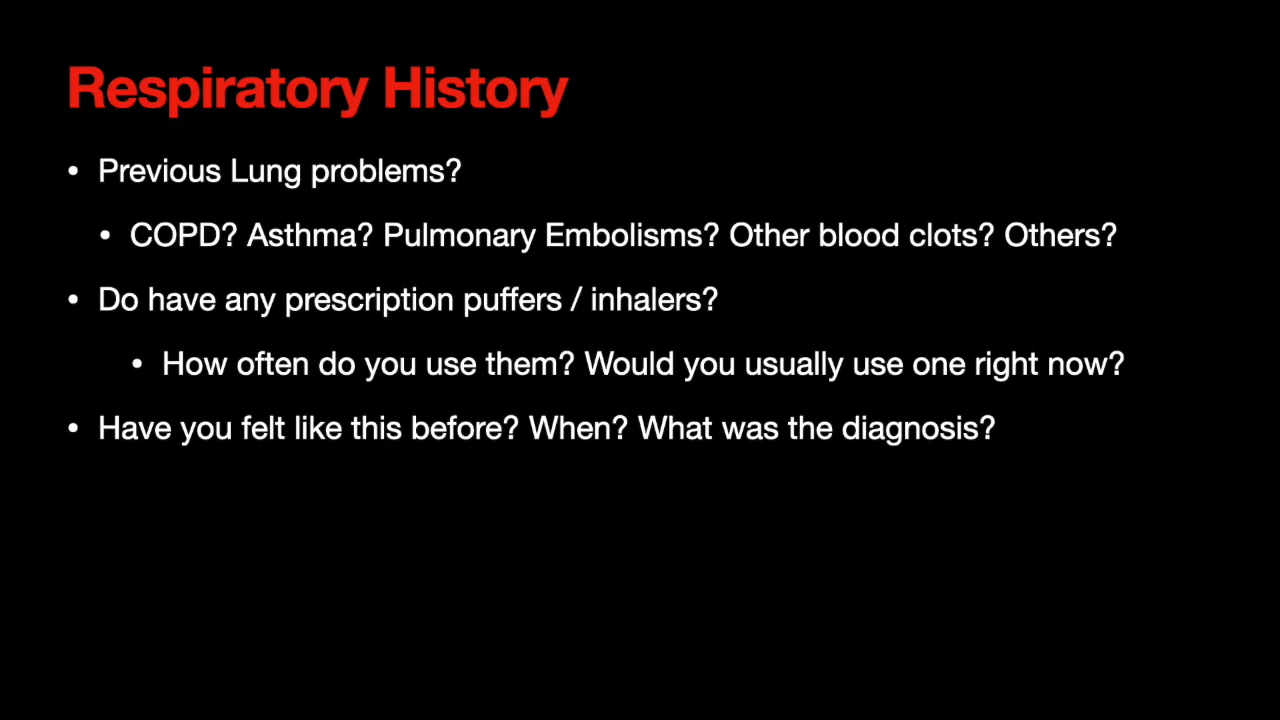 Respiratory History
• Previous Lung problems?
• COPD? Asthma? Pulmonary Embolisms? Other blood clots? Others?
• Do have any prescription puffers / inhalers?
• How often do you use them? Would you usually use one right now?
• Have you felt like this before? When? What was the diagnosis?